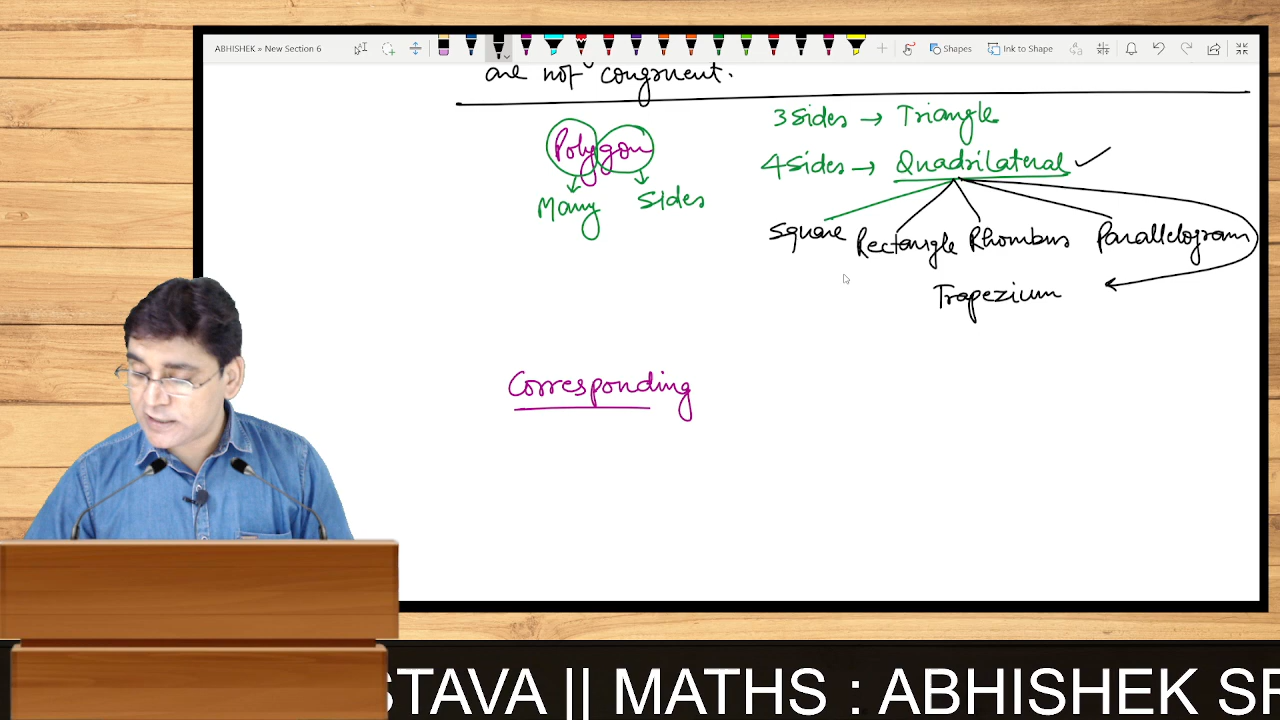 ABHISHEK » New Section 6
Shapes
Ink to Shape
are not congruent.
Polygon
Many Sides
3 Sides → Triangle
4 Sides → Quadrilateral ✓
Square Rectangle Rhombus Parallelogram
Trapezium
Corresponding
STAVA || MATHS : ABHISHEK SR